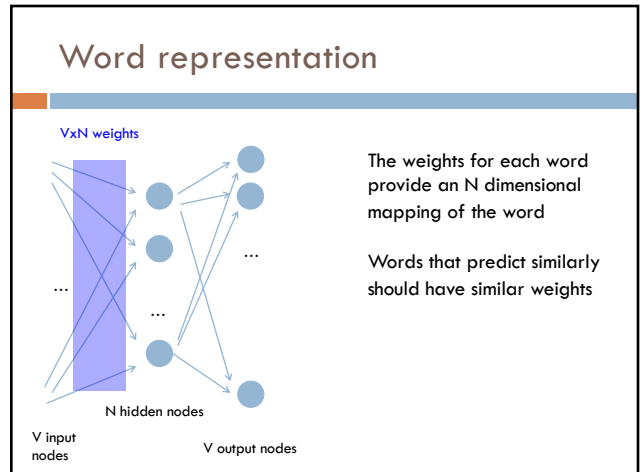 Word representation
VxN weights
...
...
...
N hidden nodes
V input
nodes
V output nodes
The weights for each word
provide an N dimensional
mapping of the word
Words that predict similarly
should have similar weights